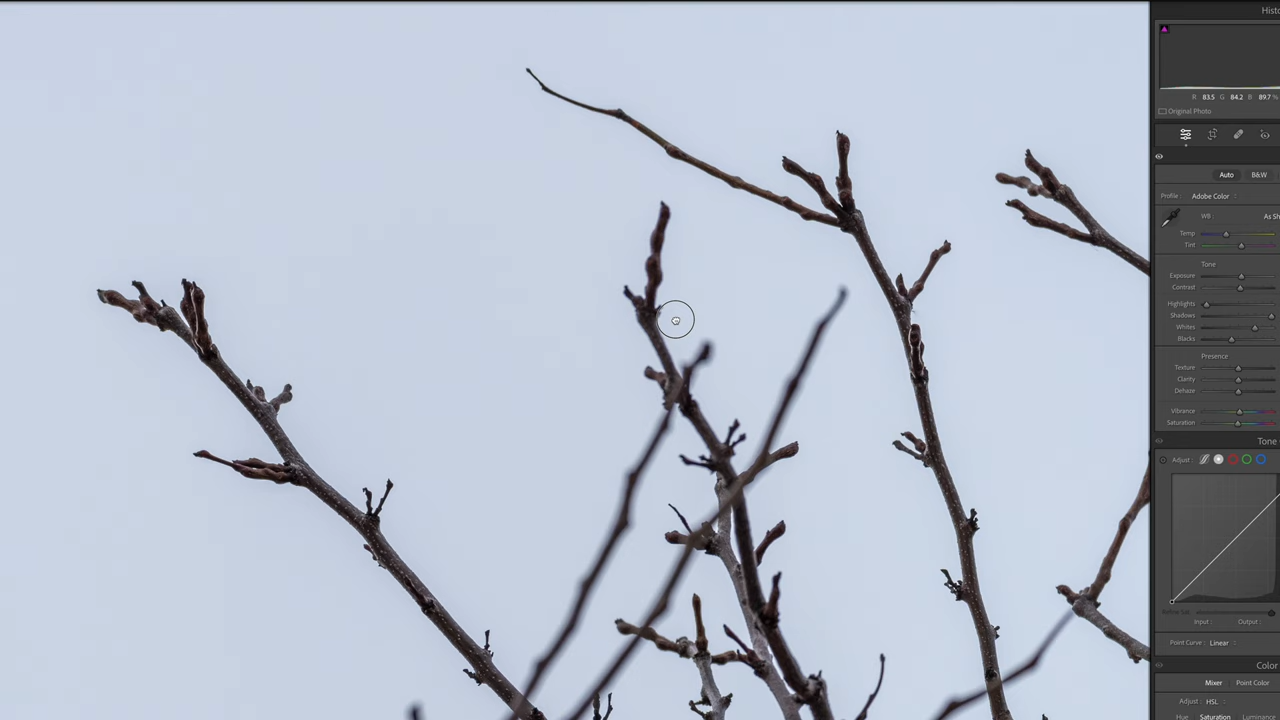 Histo
R 83.5 G 84.2 B 89.7 %
Original Photo
Auto B&W
Profile : Adobe Color
WB : As Sh
Temp
Tint
Tone
Exposure
Contrast
Highlights
Shadows
Whites
Blacks
Presence
Texture
Clarity
Dehaze
Vibrance
Saturation
Tone
Adjust :
Refine Sat.
Input : Output :
Point Curve : Linear
Color
Mixer Point Color
Adjust : HSL
Hue Saturation Luminance